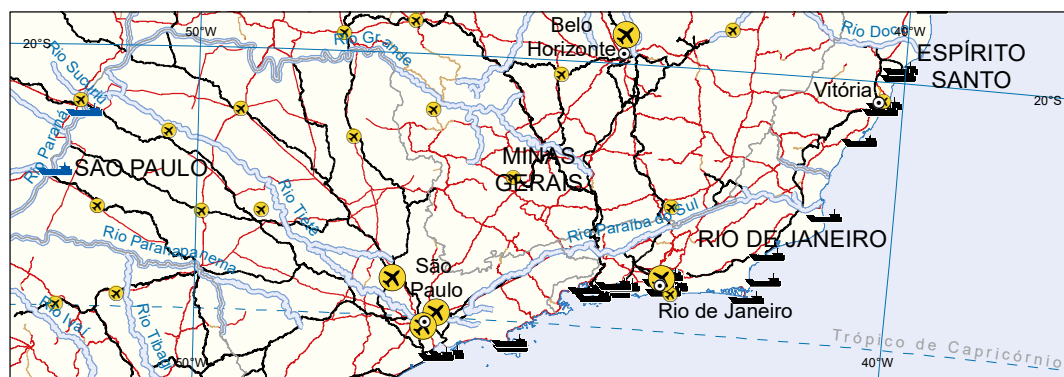 50°W
40°W
20°S
Belo
Horizonte
Rio Grande
Rio Doce
ESPÍRITO
SANTO
Rio Sucuriú
Vitória
20°S
Rio Paraná
SÃO PAULO
MINAS
GERAIS
Rio Tietê
Rio Paraíba do Sul
Rio Paranapanema
RIO DE JANEIRO
São
Paulo
Rio de Janeiro
Rio Ivaí
Rio Tibagi
Trópico de Capricórnio
50°W
40°W